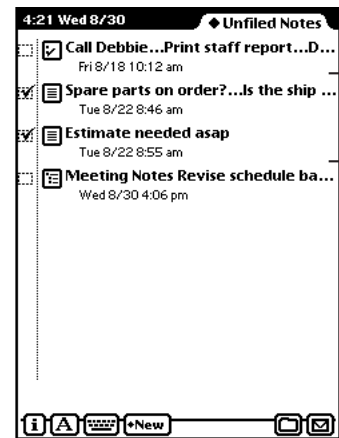 4:21 Wed 8/30
◆Unfiled Notes
Call Debbie...Print staff report...D...
Fri 8/18 10:12 am
Spare parts on order?...Is the ship ...
Tue 8/22 8:46 am
Estimate needed asap
Tue 8/22 8:55 am
Meeting Notes Revise schedule ba...
Wed 8/30 4:06 pm
i A ◆New